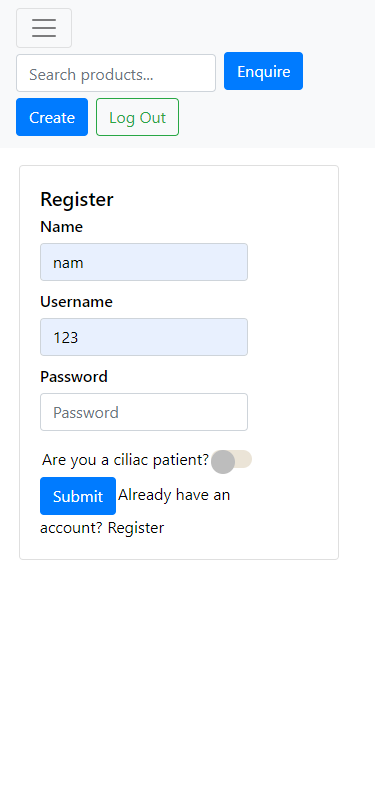 Search products...
Enquire
Create
Log Out
Register
Name
nam
Username
123
Password
Password
Are you a ciliac patient?
Submit Already have an
account? Register